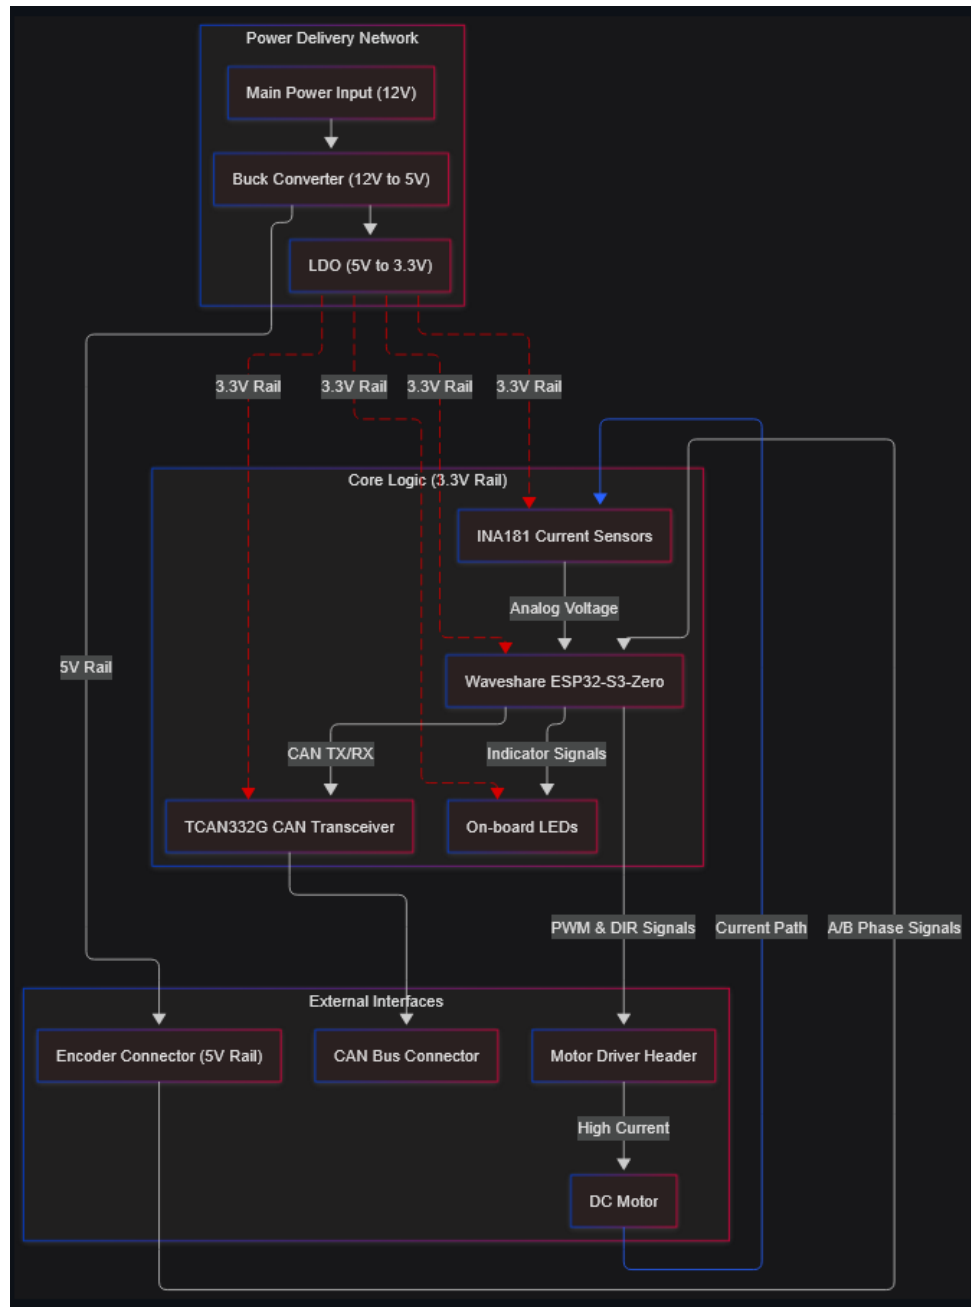 Power Delivery Network
Main Power Input (12V)
Buck Converter (12V to 5V)
LDO (5V to 3.3V)
3.3V Rail
3.3V Rail
3.3V Rail
3.3V Rail
Core Logic (3.3V Rail)
INA181 Current Sensors
Analog Voltage
5V Rail
Waveshare ESP32-S3-Zero
CAN TX/RX
Indicator Signals
TCAN332G CAN Transceiver
On-board LEDs
PWM & DIR Signals
Current Path
A/B Phase Signals
External Interfaces
Encoder Connector (5V Rail)
CAN Bus Connector
Motor Driver Header
High Current
DC Motor